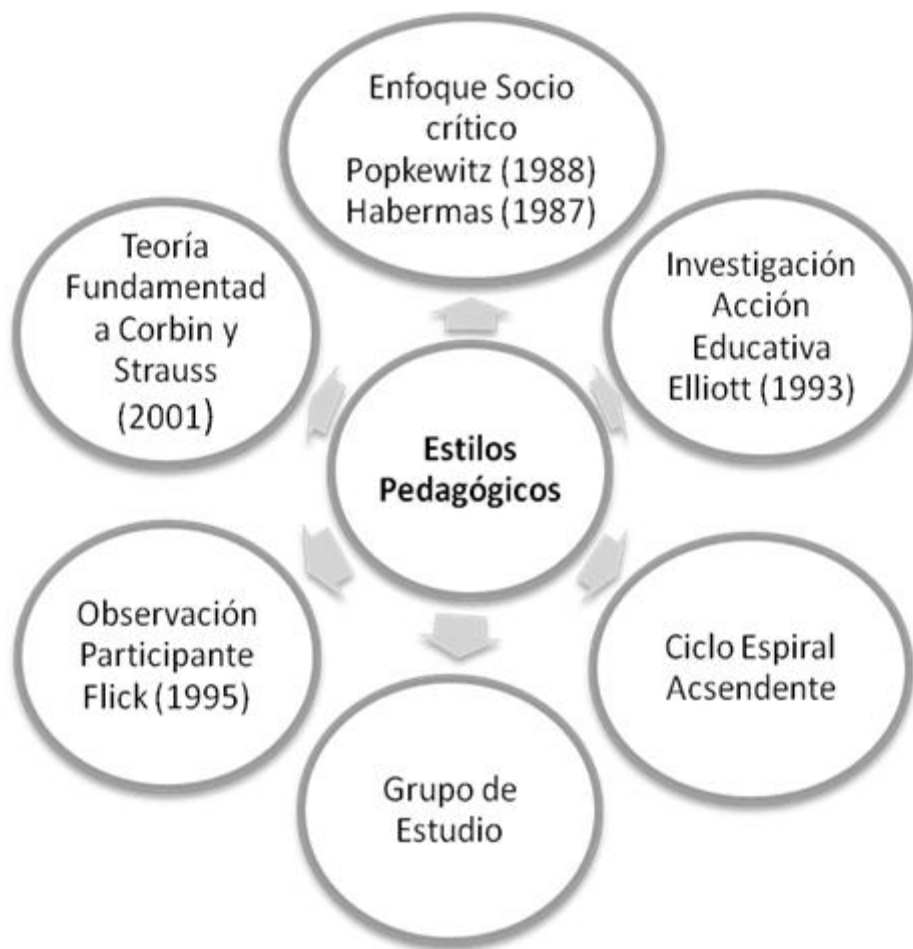 Enfoque Socio
crítico
Popkewitz (1988)
Habermas (1987)
Teoría
Fundamentad
a Corbin y
Strauss
(2001)
Investigación
Acción
Educativa
Elliott (1993)
Estilos
Pedagógicos
Observación
Participante
Flick (1995)
Ciclo Espiral
Acsendente
Grupo de
Estudio